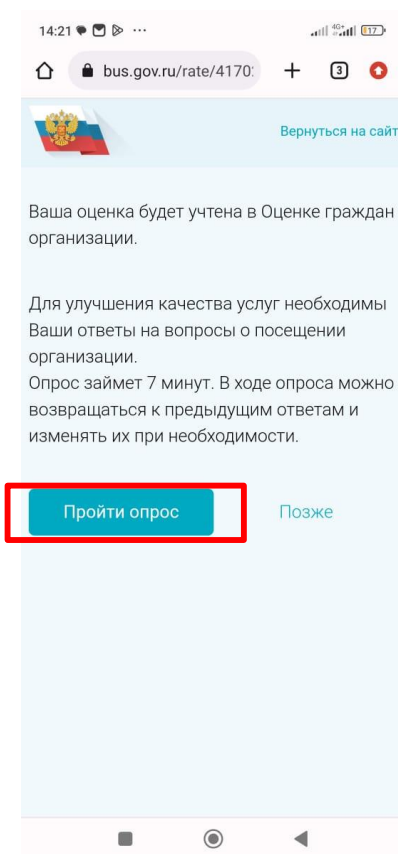 14:21
4G+
17
bus.gov.ru/rate/4170
3
Вернуться на сайт
Ваша оценка будет учтена в Оценке граждан
организации.
Для улучшения качества услуг необходимы
Ваши ответы на вопросы о посещении
организации.
Опрос займет 7 минут. В ходе опроса можно
возвращаться к предыдущим ответам и
изменять их при необходимости.
Пройти опрос
Позже